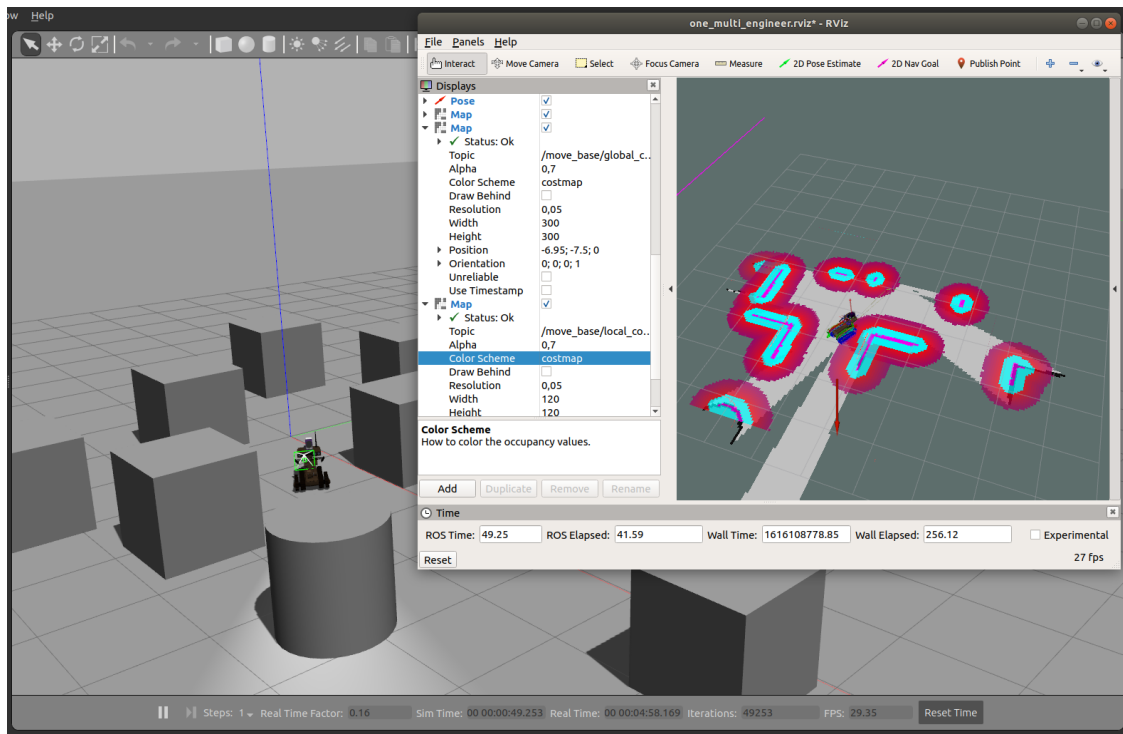 ow Help
one_multi_engineer.rviz* - RViz
File Panels Help
Interact Move Camera Select Focus Camera Measure 2D Pose Estimate 2D Nav Goal Publish Point
Displays
Pose
Map
Map
Status: Ok
Topic /move_base/global_c..
Alpha 0,7
Color Scheme costmap
Draw Behind
Resolution 0,05
Width 300
Height 300
Position -6.95; -7.5; 0
Orientation 0; 0; 0; 1
Unreliable
Use Timestamp
Map
Status: Ok
Topic /move_base/local_co..
Alpha 0,7
Color Scheme costmap
Draw Behind
Resolution 0,05
Width 120
Height 120
Color Scheme
How to color the occupancy values.
Add Duplicate Remove Rename
Time
ROS Time: 49.25 ROS Elapsed: 41.59 Wall Time: 1616108778.85 Wall Elapsed: 256.12 Experimental
Reset 27 fps
Steps: 1 Real Time Factor: 0.16 Sim Time: 00 00:00:49.253 Real Time: 00 00:04:58.169 Iterations: 49253 FPS: 29.35 Reset Time